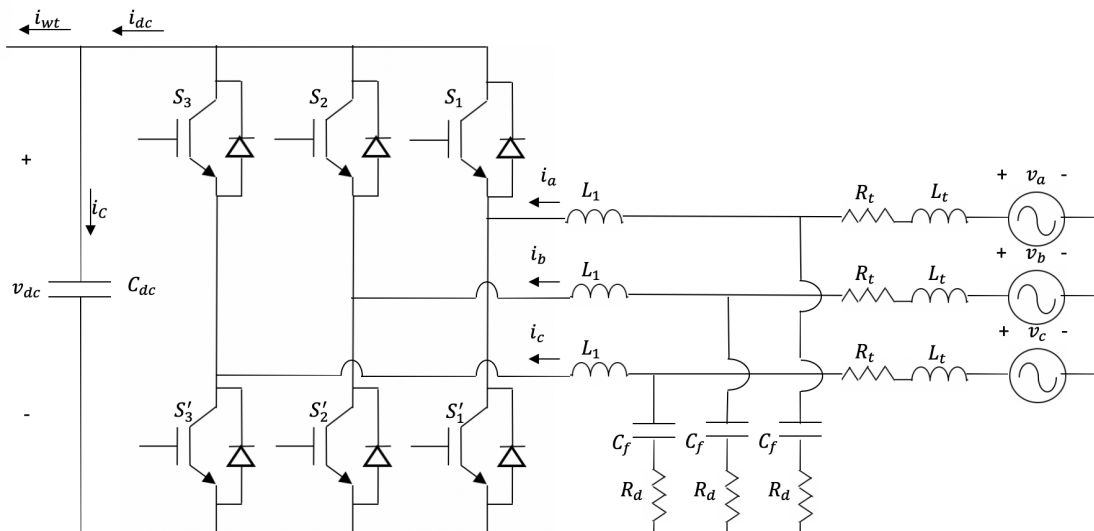 i_wt i_dc
S_3 S_2 S_1
+
i_a L_1 R_t L_t + v_a -
i_C
i_b L_1 R_t L_t + v_b -
v_dc C_dc
i_c L_1 R_t L_t + v_c -
-
S_3' S_2' S_1'
C_f C_f C_f
R_d R_d R_d